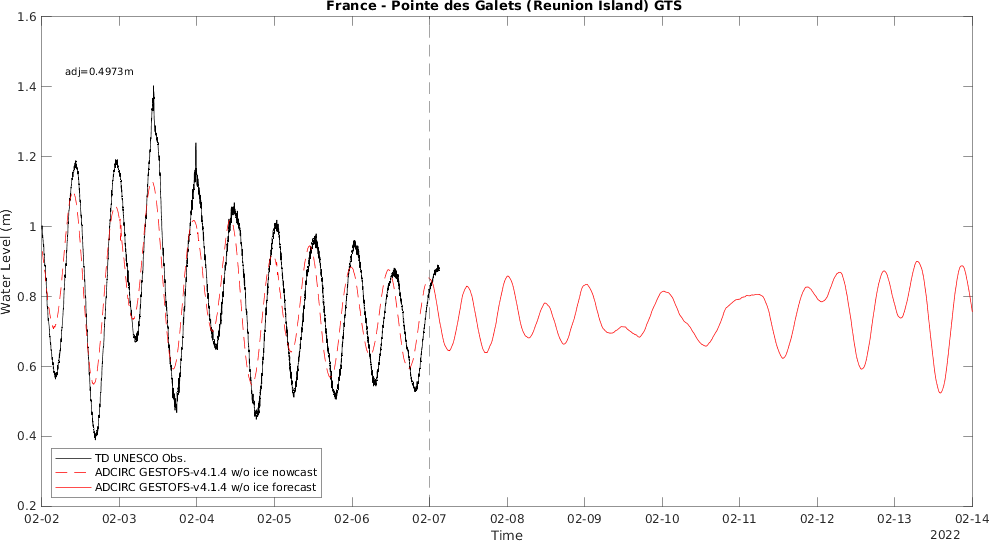 France - Pointe des Galets (Reunion Island) GTS
1.6
1.4
1.2
1
0.8
0.6
0.4
0.2
Water Level (m)
adj=0.4973m
TD UNESCO Obs.
ADCIRC GESTOFS-v4.1.4 w/o ice nowcast
ADCIRC GESTOFS-v4.1.4 w/o ice forecast
02-02 02-03 02-04 02-05 02-06 02-07 02-08 02-09 02-10 02-11 02-12 02-13 02-14
Time
2022